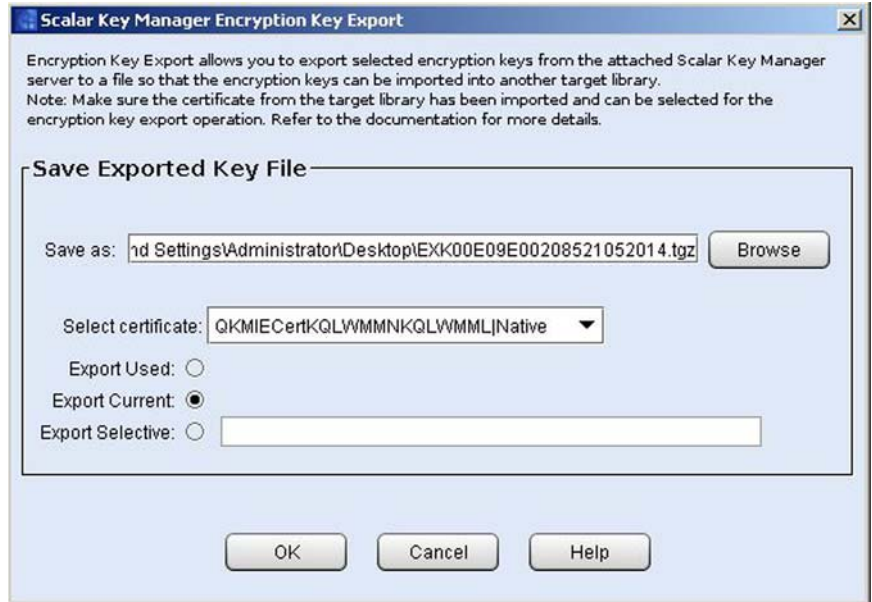 Scalar Key Manager Encryption Key Export
Encryption Key Export allows you to export selected encryption keys from the attached Scalar Key Manager
server to a file so that the encryption keys can be imported into another target library.
Note: Make sure the certificate from the target library has been imported and can be selected for the
encryption key export operation. Refer to the documentation for more details.
Save Exported Key File
Save as: nd Settings\Administrator\Desktop\EXK00E09E00208521052014.tgz Browse
Select certificate: QKMIECertKQLWMMNKQLWMML|Native
Export Used:
Export Current:
Export Selective:
OK Cancel Help